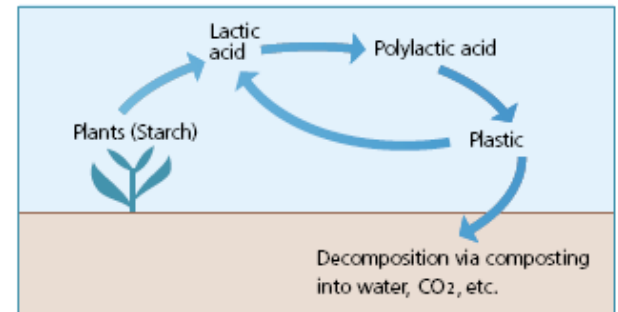 Lactic
acid
Polylactic acid
Plants (Starch)
Plastic
Decomposition via composting
into water, CO2, etc.